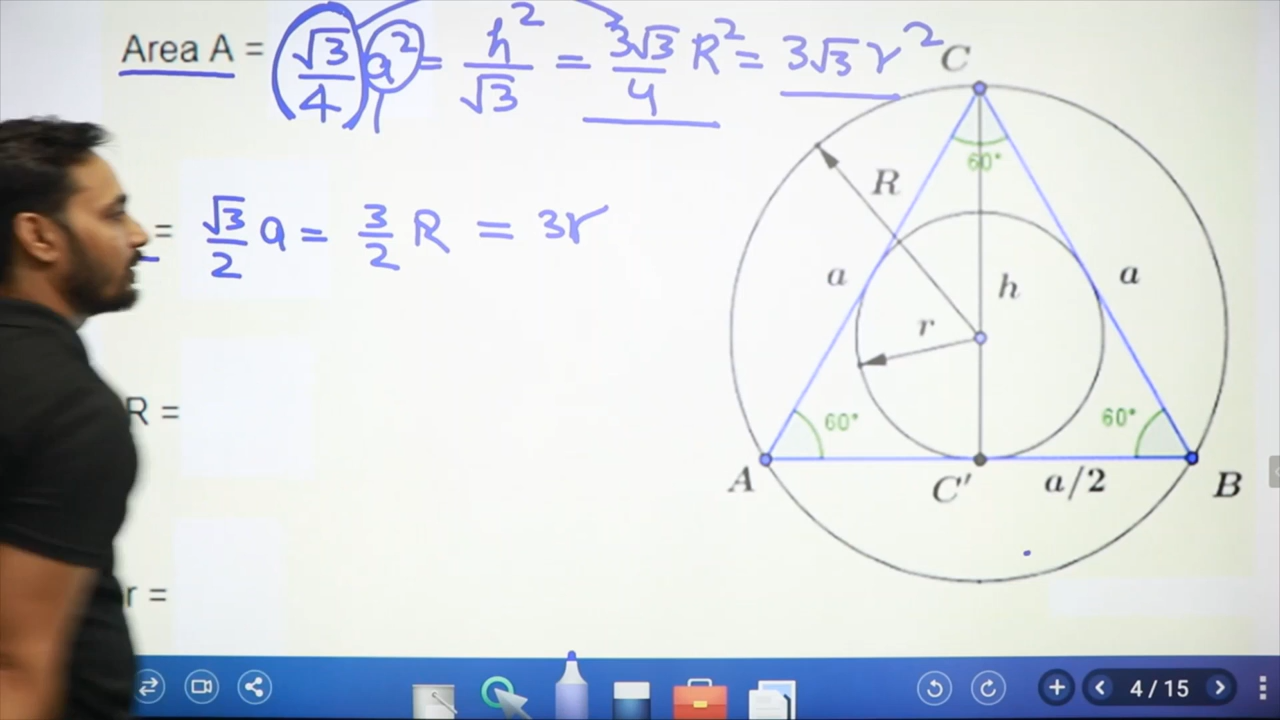 Area A = √3/4 a² = h²/√3 = 3√3/4 R² = 3√3 r²
= √3/2 a = 3/2 R = 3r
R =
r =
C
60°
R
a
h
a
r
60°
60°
A
C′
a/2
B
4 / 15